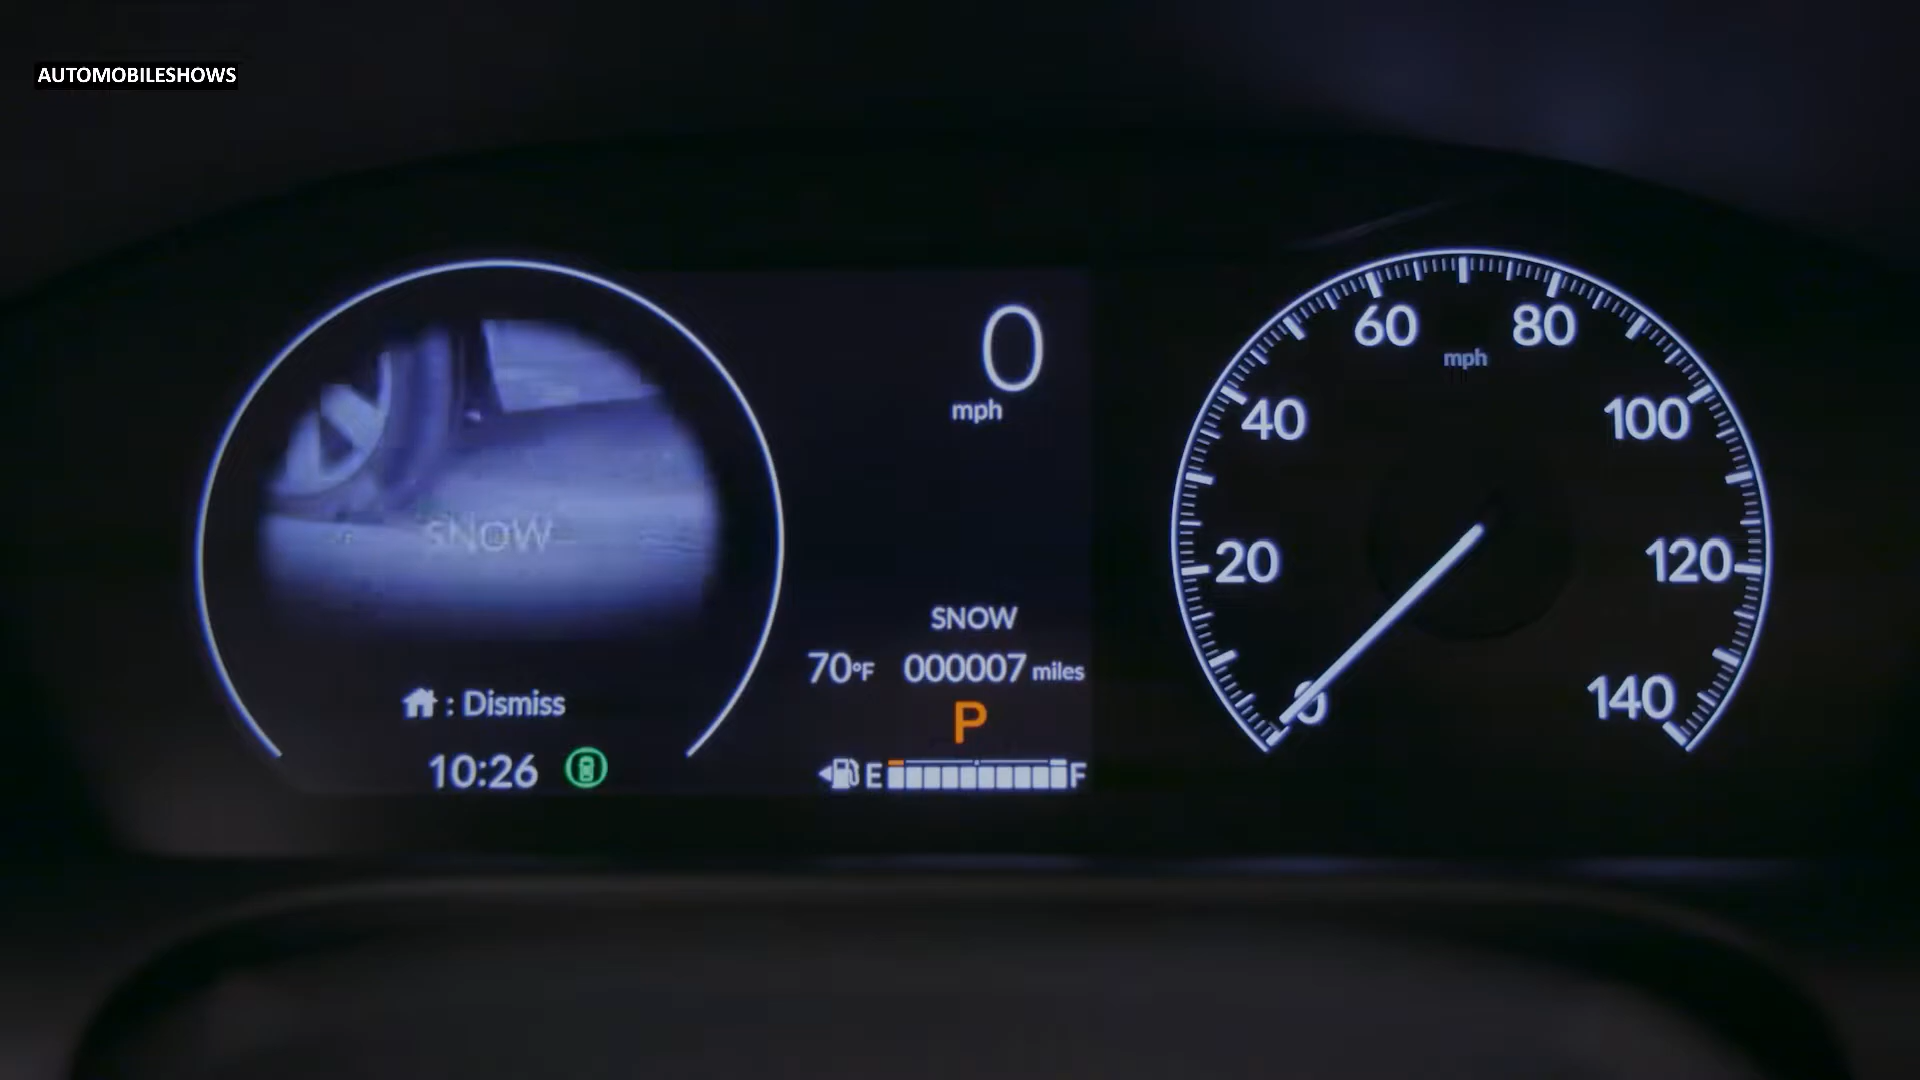 AUTOMOBILESHOWS
SNOW
: Dismiss
10:26
0
mph
SNOW
70°F 000007 miles
P
E F
0 20 40 60 80 100 120 140
mph